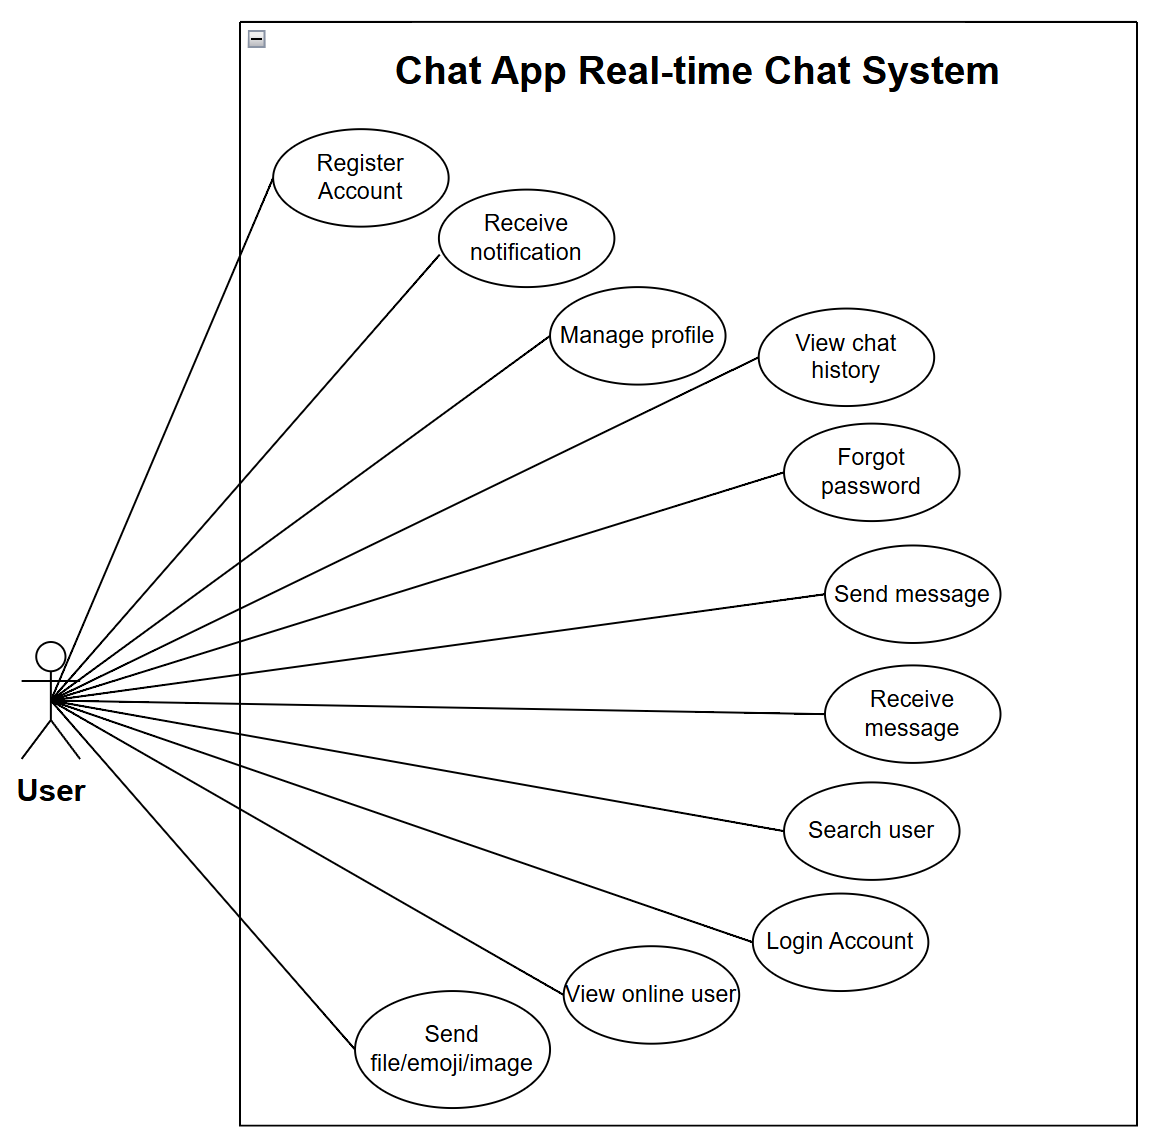 Chat App Real-time Chat System
Register
Account
Receive
notification
Manage profile
View chat
history
Forgot
password
Send message
Receive
message
User
Search user
Login Account
View online user
Send
file/emoji/image